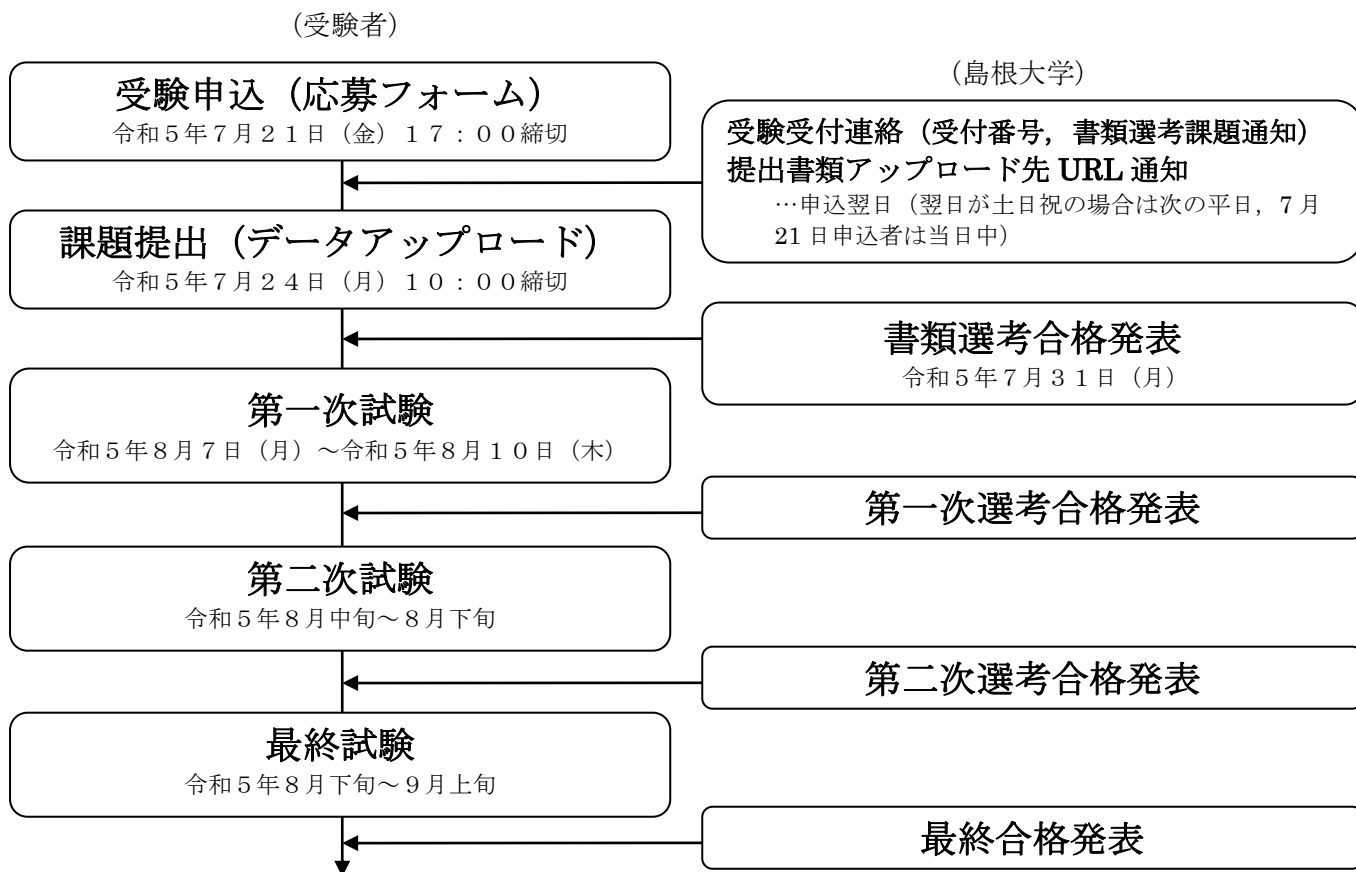 （受験者）
（島根大学）
受験申込（応募フォーム）
令和５年７月２１日（金）１７：００締切
受験受付連絡（受付番号，書類選考課題通知）
提出書類アップロード先 URL 通知
…申込翌日（翌日が土日祝の場合は次の平日，7 月
21 日申込者は当日中）
課題提出（データアップロード）
令和５年７月２４日（月）１０：００締切
書類選考合格発表
令和５年７月３１日（月）
第一次試験
令和５年８月７日（月）～令和５年８月１０日（木）
第一次選考合格発表
第二次試験
令和５年８月中旬～８月下旬
第二次選考合格発表
最終試験
令和５年８月下旬～９月上旬
最終合格発表